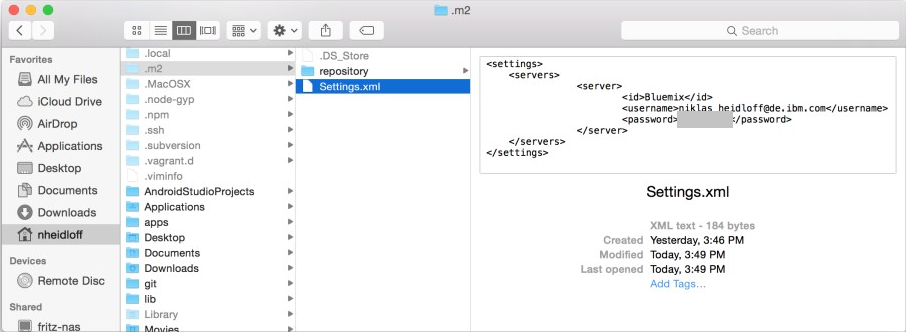 .m2
Search
Favorites
All My Files
iCloud Drive
AirDrop
Applications
Desktop
Documents
Downloads
nheidloff
Devices
Remote Disc
Shared
fritz-nas
.local
.m2
.MacOSX
.node-gyp
.npm
.ssh
.subversion
.vagrant.d
.viminfo
AndroidStudioProjects
Applications
apps
Desktop
Documents
Downloads
git
lib
Library
Movies
.DS_Store
repository
Settings.xml
<settings>
<servers>
<server>
<id>Bluemix</id>
<username>niklas_heidloff@de.ibm.com</username>
<password></password>
</server>
</servers>
</settings>
Settings.xml
XML text - 184 bytes
Created Yesterday, 3:46 PM
Modified Today, 3:49 PM
Last opened Today, 3:49 PM
Add Tags...